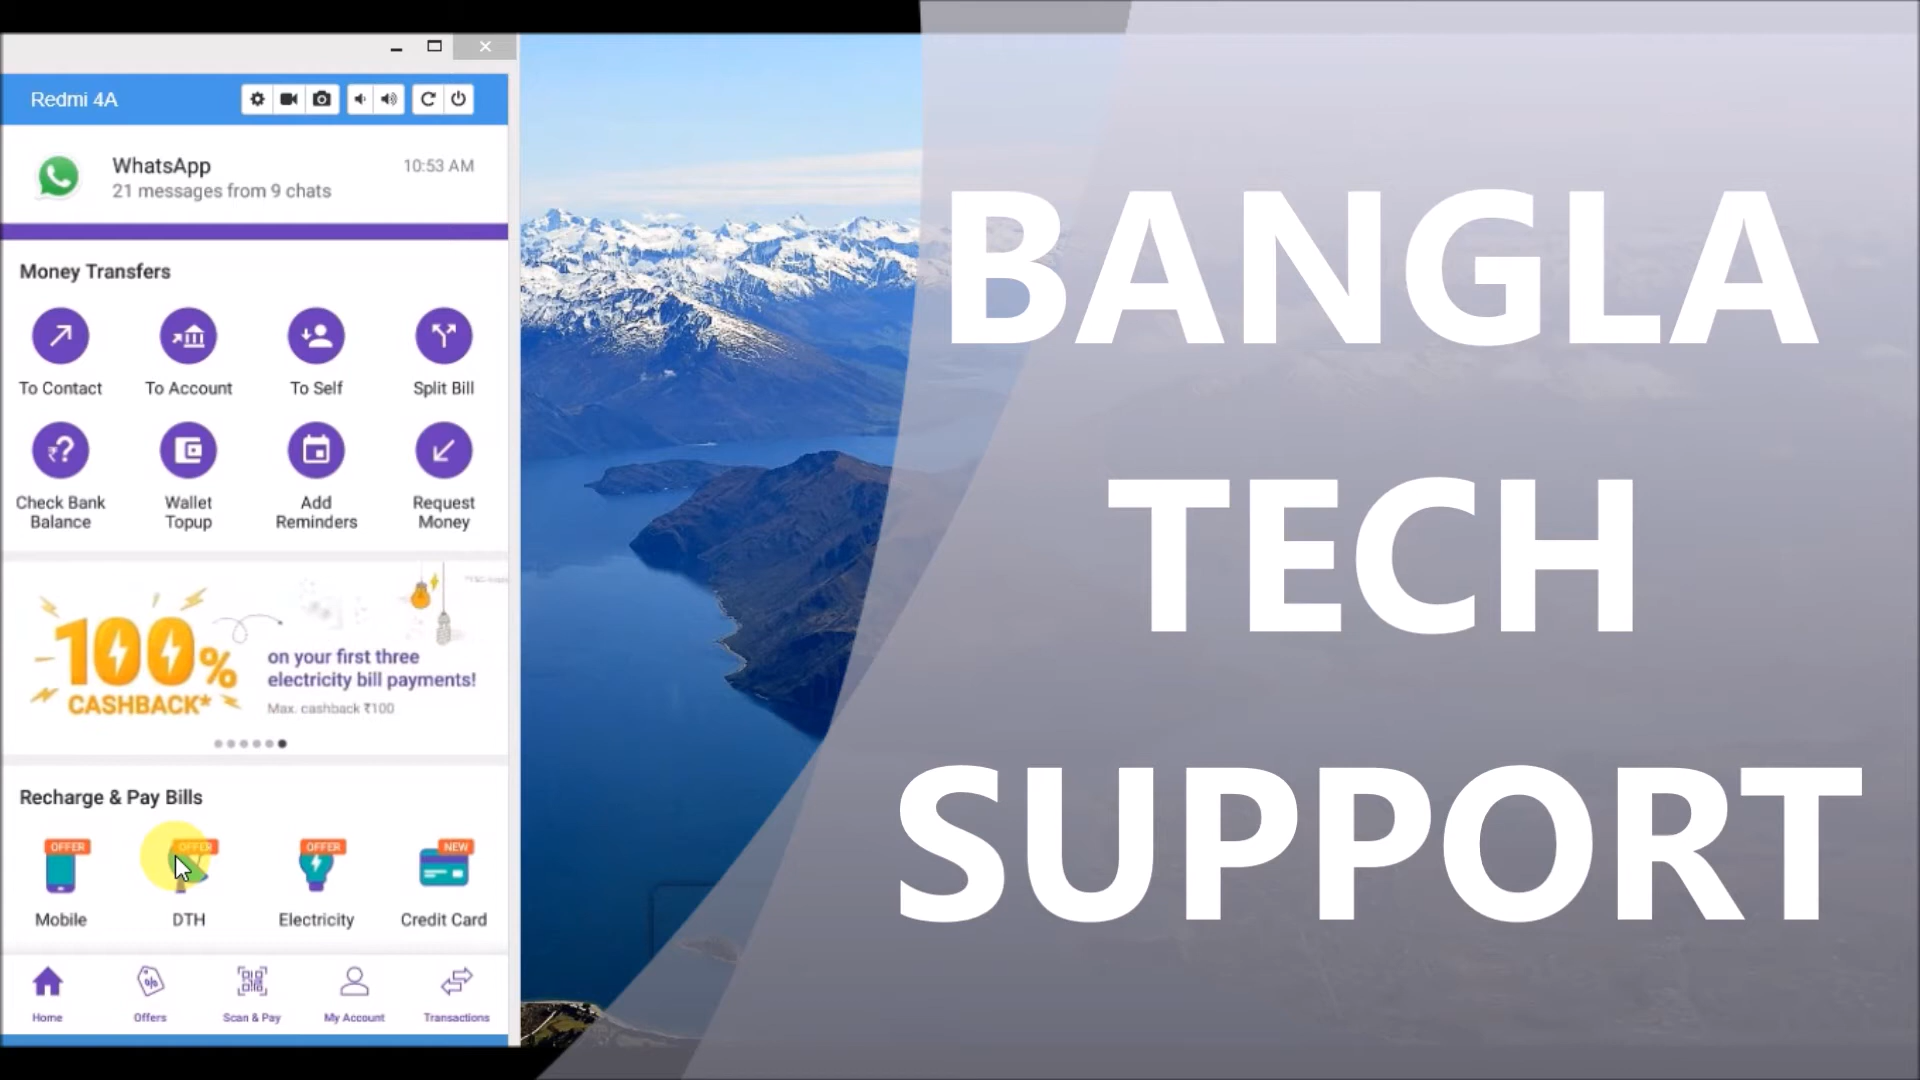 Redmi 4A
WhatsApp 10:53 AM
21 messages from 9 chats
Money Transfers
To Contact To Account To Self Split Bill
Check Bank Balance
Wallet Topup
Add Reminders
Request Money
100% CASHBACK*
on your first three
electricity bill payments!
Max. cashback ₹100
Recharge & Pay Bills
OFFER OFFER OFFER NEW
Mobile DTH Electricity Credit Card
Home Offers Scan & Pay My Account Transactions
BANGLA
TECH
SUPPORT